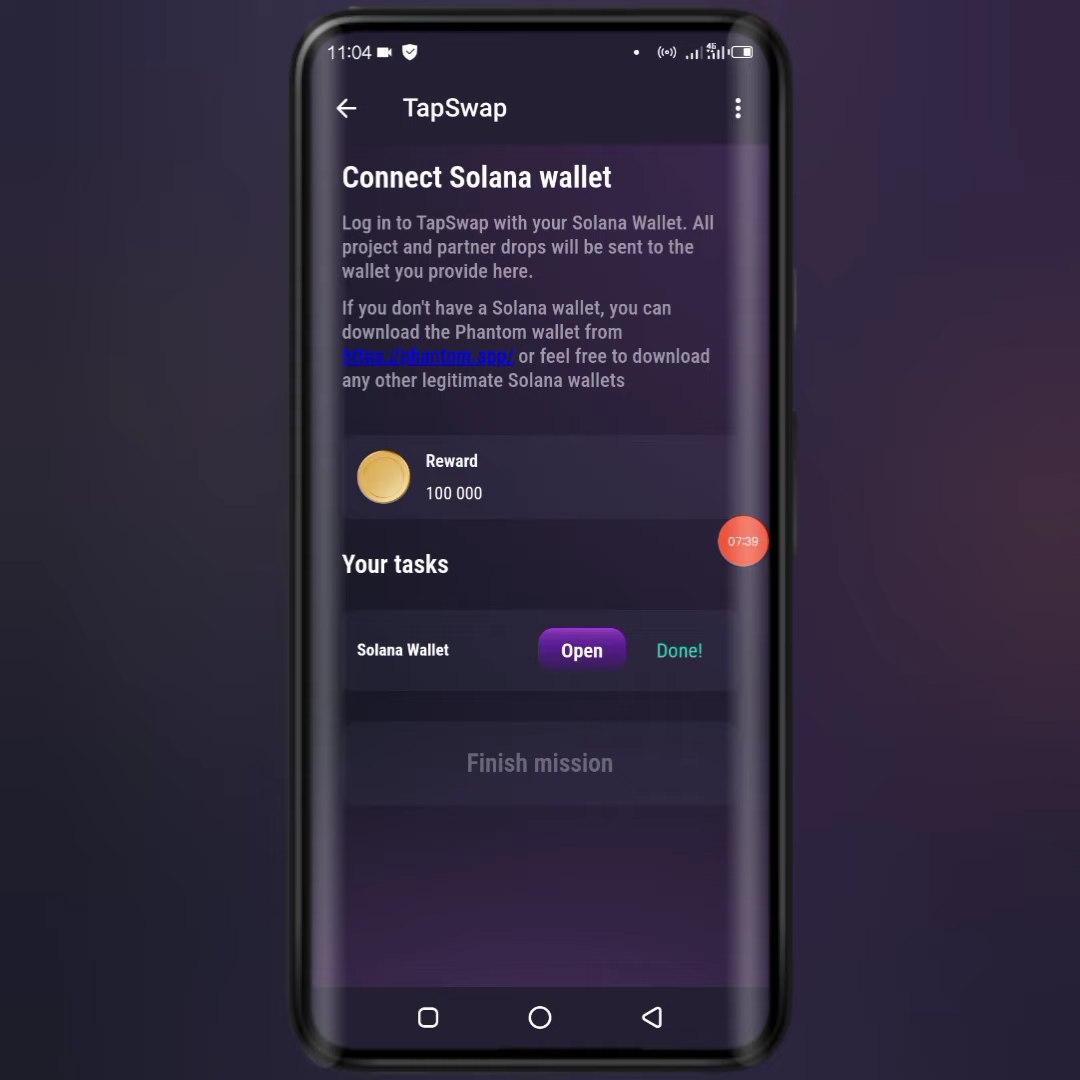 11:04
4G
TapSwap
Connect Solana wallet
Log in to TapSwap with your Solana Wallet. All
project and partner drops will be sent to the
wallet you provide here.
If you don't have a Solana wallet, you can
download the Phantom wallet from
https://phantom.app/ or feel free to download
any other legitimate Solana wallets
Reward
100 000
07:39
Your tasks
Solana Wallet Open Done!
Finish mission